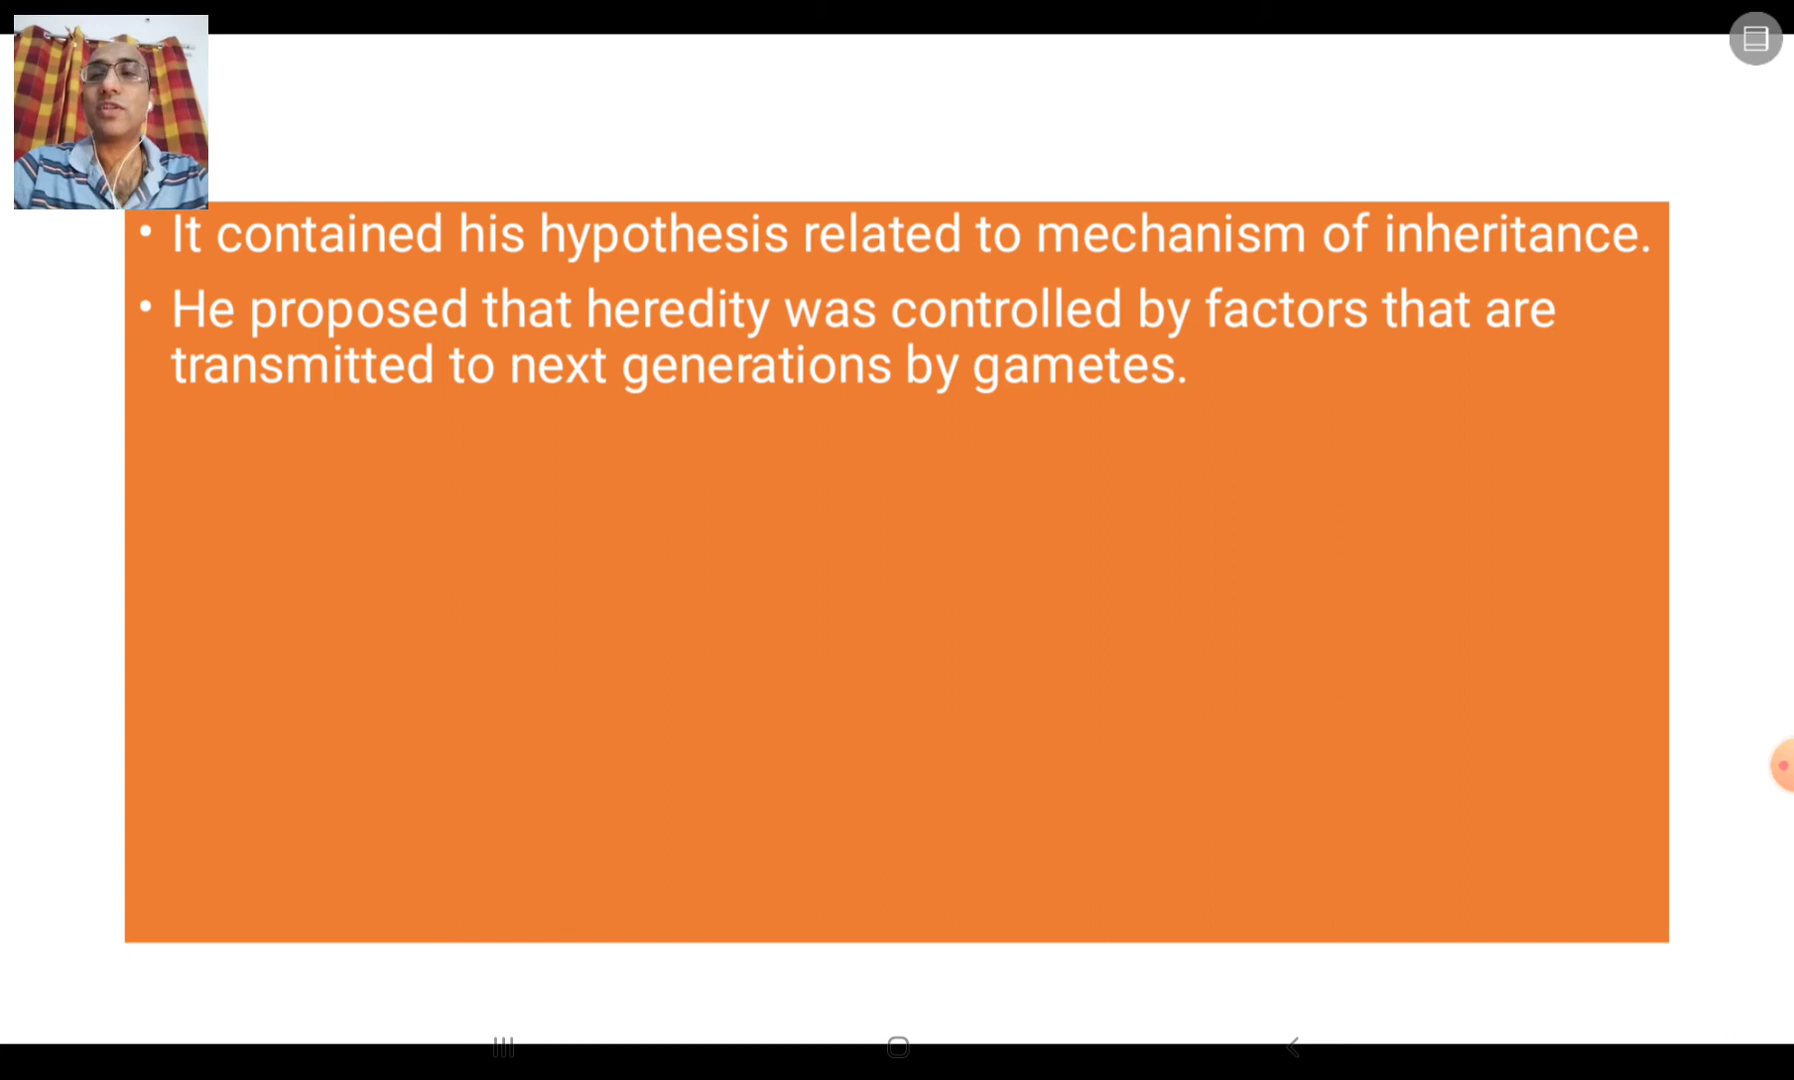 • It contained his hypothesis related to mechanism of inheritance.
• He proposed that heredity was controlled by factors that are
transmitted to next generations by gametes.